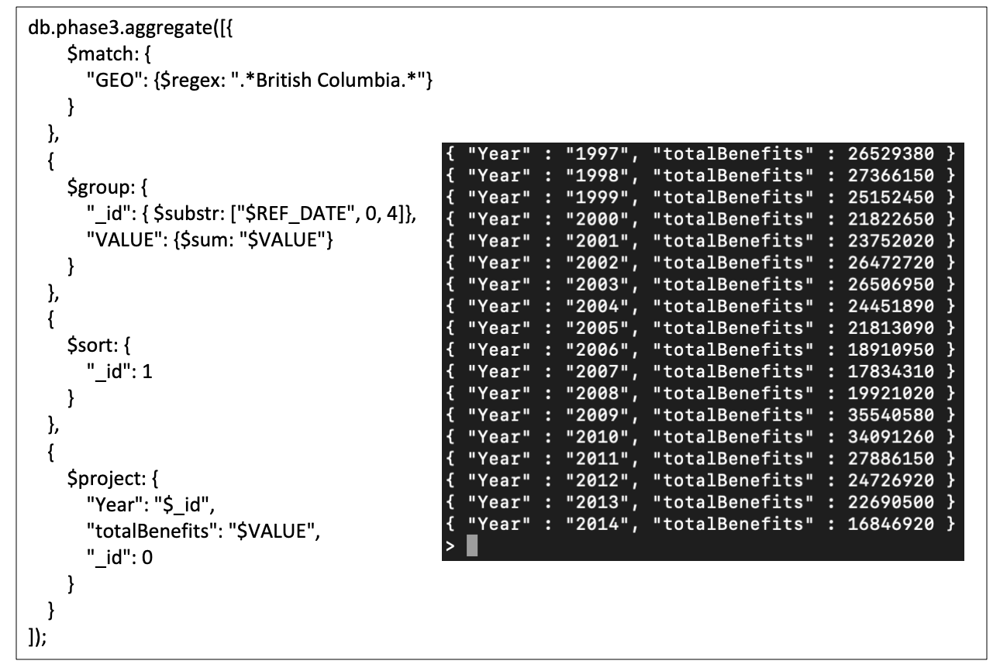 db.phase3.aggregate([{
$match: {
"GEO": {$regex: ".*British Columbia.*"}
}
},
{
$group: {
"_id": { $substr: ["$REF_DATE", 0, 4]},
"VALUE": {$sum: "$VALUE"}
}
},
{
$sort: {
"_id": 1
}
},
{
$project: {
"Year": "$_id",
"totalBenefits": "$VALUE",
"_id": 0
}
}
]);
{ "Year" : "1997", "totalBenefits" : 26529380 }
{ "Year" : "1998", "totalBenefits" : 27366150 }
{ "Year" : "1999", "totalBenefits" : 25152450 }
{ "Year" : "2000", "totalBenefits" : 21822650 }
{ "Year" : "2001", "totalBenefits" : 23752020 }
{ "Year" : "2002", "totalBenefits" : 26472720 }
{ "Year" : "2003", "totalBenefits" : 26506950 }
{ "Year" : "2004", "totalBenefits" : 24451890 }
{ "Year" : "2005", "totalBenefits" : 21813090 }
{ "Year" : "2006", "totalBenefits" : 18910950 }
{ "Year" : "2007", "totalBenefits" : 17834310 }
{ "Year" : "2008", "totalBenefits" : 19921020 }
{ "Year" : "2009", "totalBenefits" : 35540580 }
{ "Year" : "2010", "totalBenefits" : 34091260 }
{ "Year" : "2011", "totalBenefits" : 27886150 }
{ "Year" : "2012", "totalBenefits" : 24726920 }
{ "Year" : "2013", "totalBenefits" : 22690500 }
{ "Year" : "2014", "totalBenefits" : 16846920 }
>